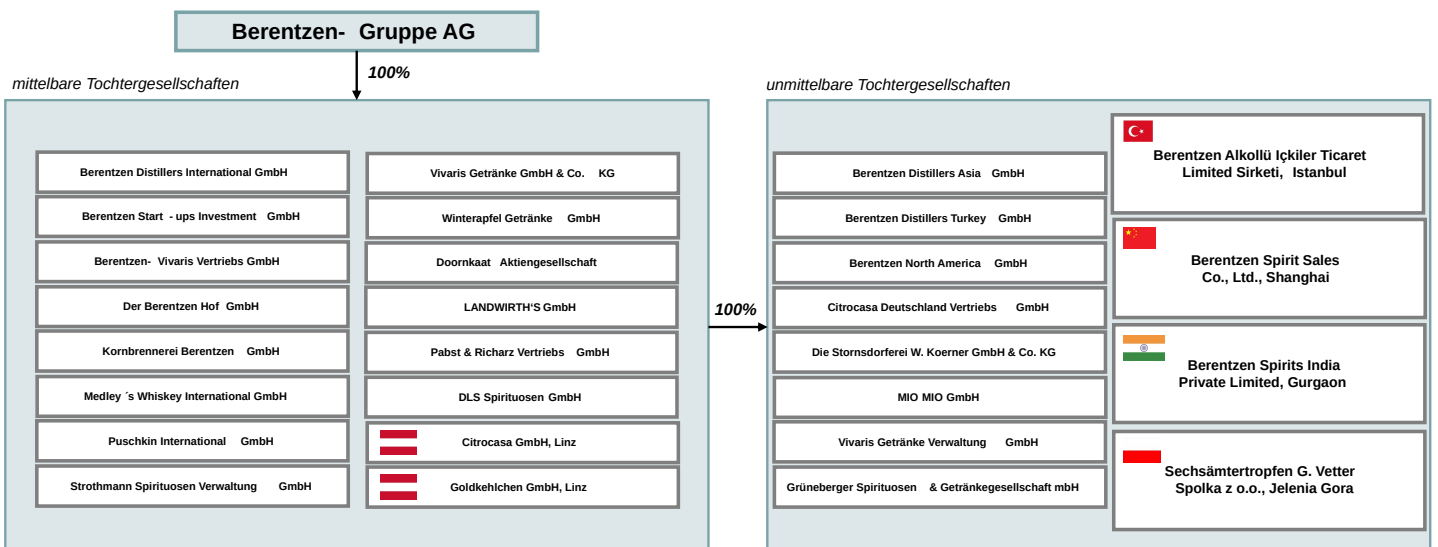 Berentzen- Gruppe AG
100%
mittelbare Tochtergesellschaften
Berentzen Distillers International GmbH
Berentzen Start - ups Investment GmbH
Berentzen- Vivaris Vertriebs GmbH
Der Berentzen Hof GmbH
Kornbrennerei Berentzen GmbH
Medley ´s Whiskey International GmbH
Puschkin International GmbH
Strothmann Spirituosen Verwaltung GmbH
Vivaris Getränke GmbH & Co. KG
Winterapfel Getränke GmbH
Doornkaat Aktiengesellschaft
LANDWIRTH'S GmbH
Pabst & Richarz Vertriebs GmbH
DLS Spirituosen GmbH
Citrocasa GmbH, Linz
Goldkehlchen GmbH, Linz
100%
unmittelbare Tochtergesellschaften
Berentzen Distillers Asia GmbH
Berentzen Distillers Turkey GmbH
Berentzen North America GmbH
Citrocasa Deutschland Vertriebs GmbH
Die Stornsdorferei W. Koerner GmbH & Co. KG
MIO MIO GmbH
Vivaris Getränke Verwaltung GmbH
Grüneberger Spirituosen & Getränkegesellschaft mbH
Berentzen Alkollü Içkiler Ticaret
Limited Sirketi, Istanbul
Berentzen Spirit Sales
Co., Ltd., Shanghai
Berentzen Spirits India
Private Limited, Gurgaon
Sechsämtertropfen G. Vetter
Spolka z o.o., Jelenia Gora